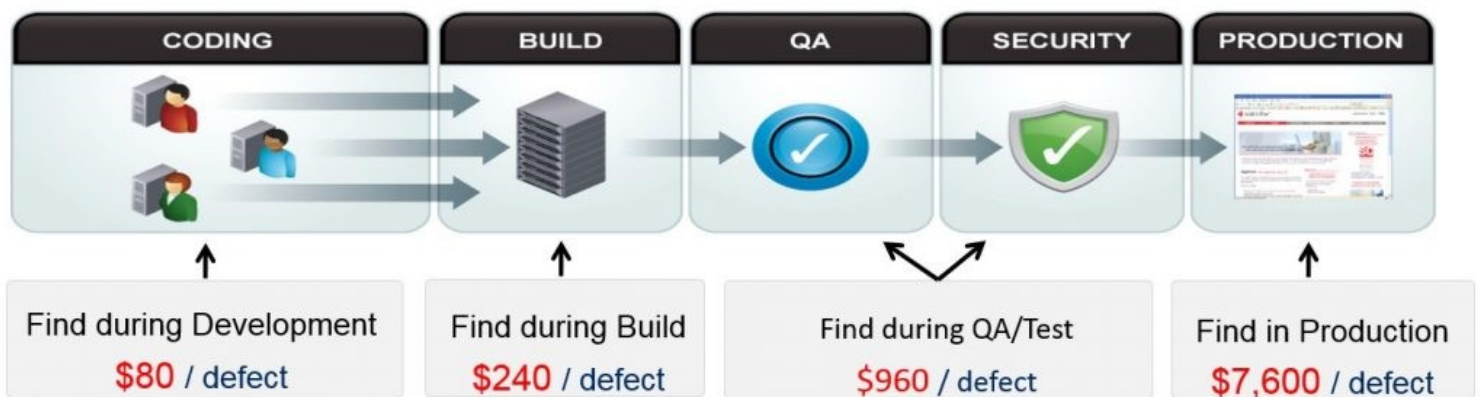 CODING
BUILD
QA
SECURITY
PRODUCTION
Find during Development
$80 / defect
Find during Build
$240 / defect
Find during QA/Test
$960 / defect
Find in Production
$7,600 / defect